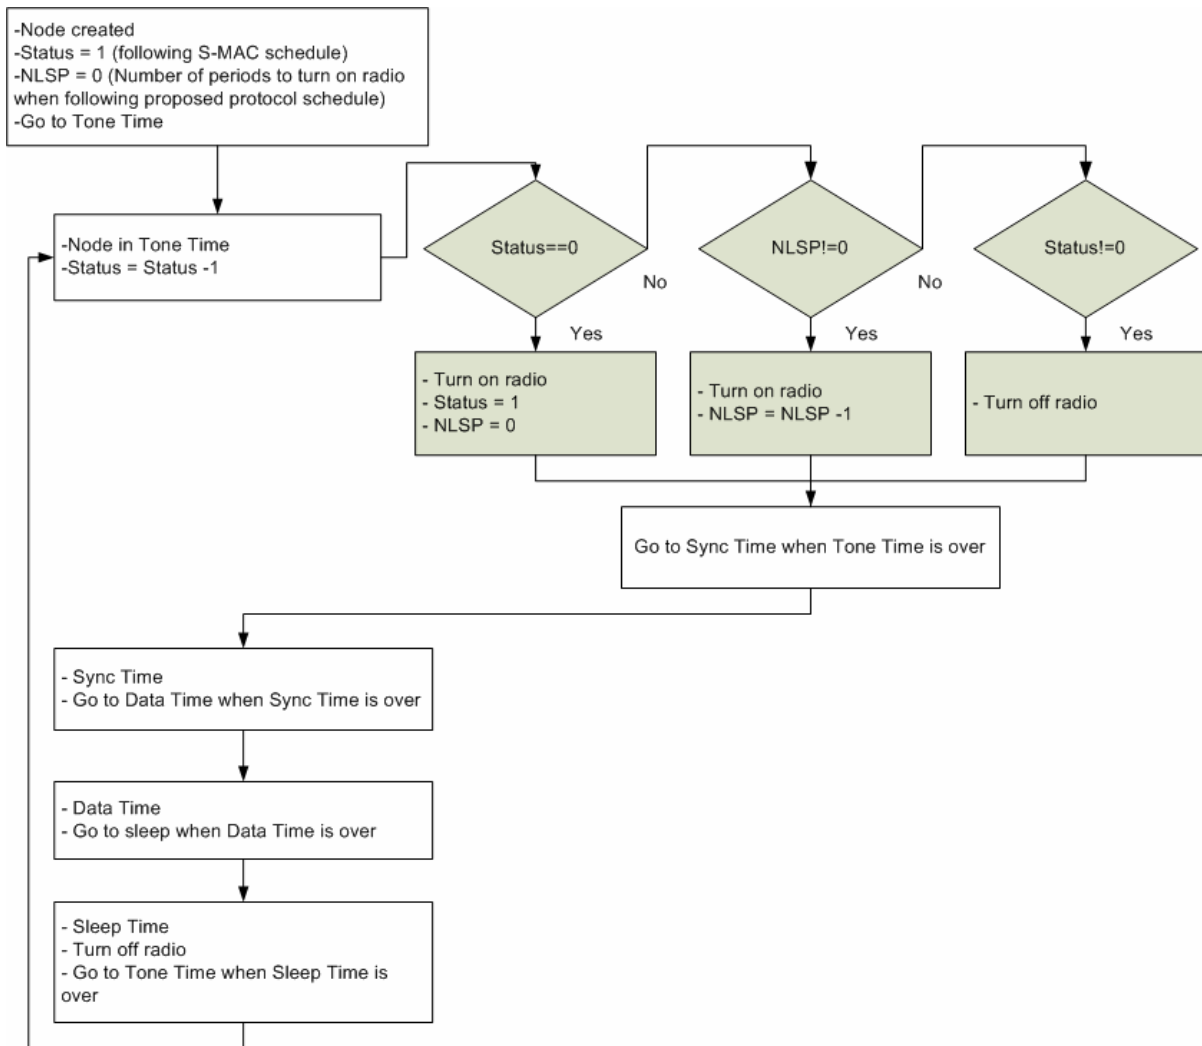 -Node created
-Status = 1 (following S-MAC schedule)
-NLSP = 0 (Number of periods to turn on radio
when following proposed protocol schedule)
-Go to Tone Time
-Node in Tone Time
-Status = Status -1
Status==0
No
Yes
NLSP!=0
No
Yes
Status!=0
Yes
- Turn on radio
- Status = 1
- NLSP = 0
- Turn on radio
- NLSP = NLSP -1
- Turn off radio
Go to Sync Time when Tone Time is over
- Sync Time
- Go to Data Time when Sync Time is over
- Data Time
- Go to sleep when Data Time is over
- Sleep Time
- Turn off radio
- Go to Tone Time when Sleep Time is
over